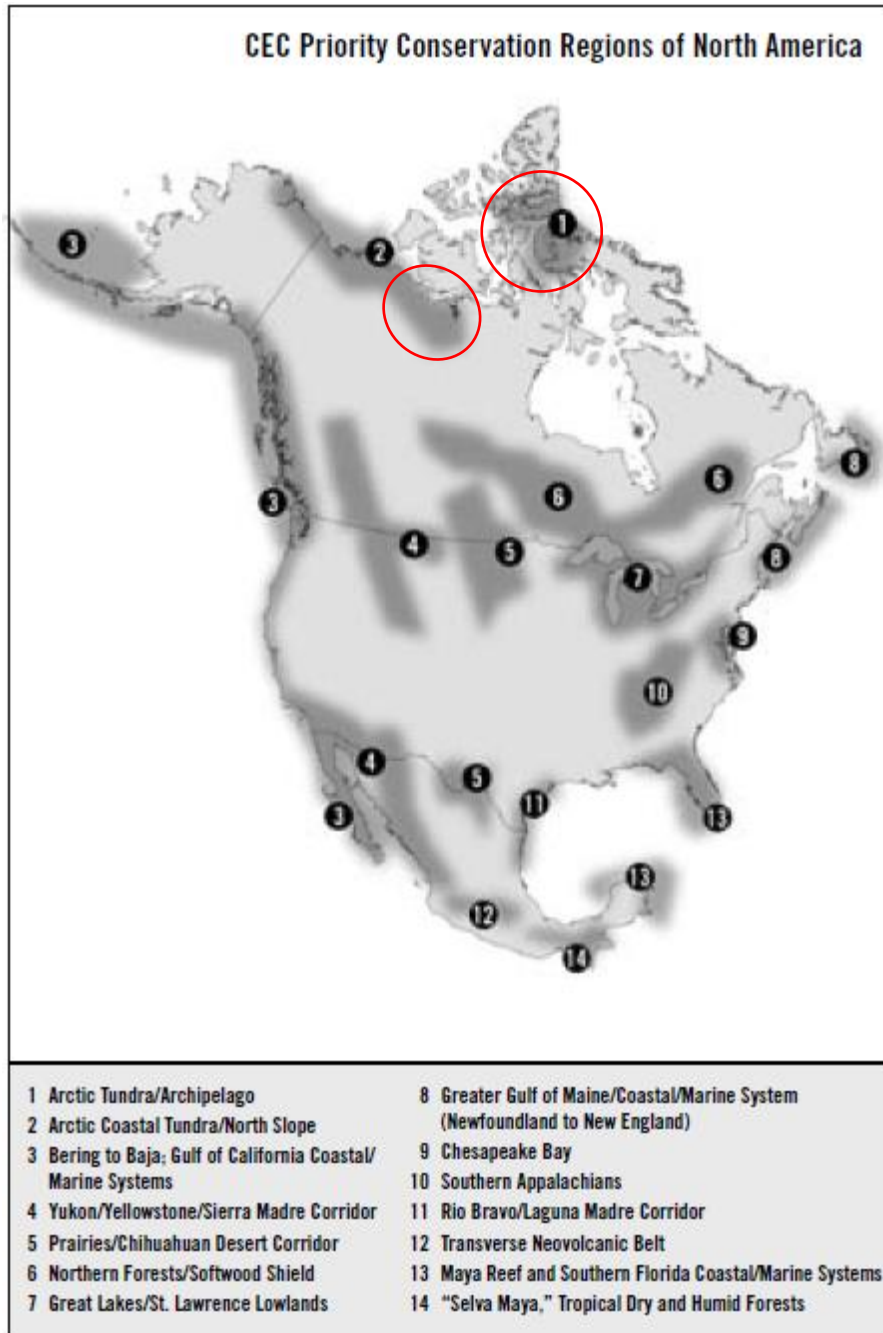 CEC Priority Conservation Regions of North America
1
3
2
3
6
6
8
4
5
7
8
9
10
4
5
3
11
13
13
12
14
1 Arctic Tundra/Archipelago
2 Arctic Coastal Tundra/North Slope
3 Bering to Baja; Gulf of California Coastal/
Marine Systems
4 Yukon/Yellowstone/Sierra Madre Corridor
5 Prairies/Chihuahuan Desert Corridor
6 Northern Forests/Softwood Shield
7 Great Lakes/St. Lawrence Lowlands
8 Greater Gulf of Maine/Coastal/Marine System
(Newfoundland to New England)
9 Chesapeake Bay
10 Southern Appalachians
11 Rio Bravo/Laguna Madre Corridor
12 Transverse Neovolcanic Belt
13 Maya Reef and Southern Florida Coastal/Marine Systems
14 “Selva Maya,” Tropical Dry and Humid Forests